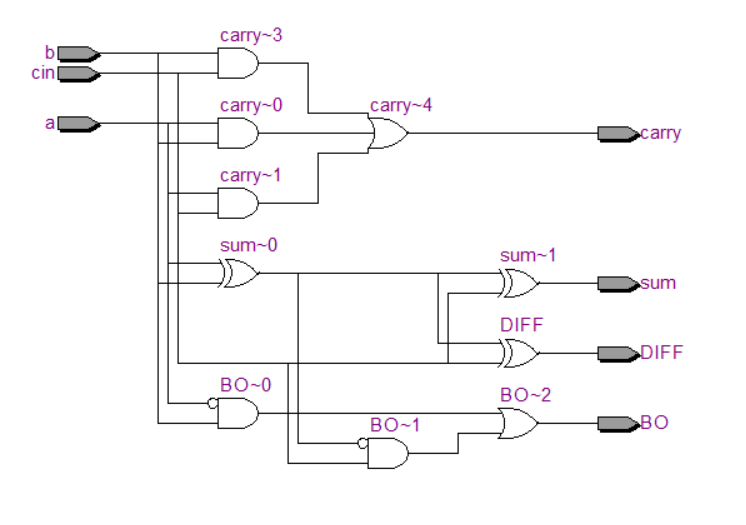 carry~3
b
cin
carry~0
carry~4
a
carry
carry~1
sum~0
sum~1
sum
DIFF
DIFF
BO~0
BO~2
BO~1
BO